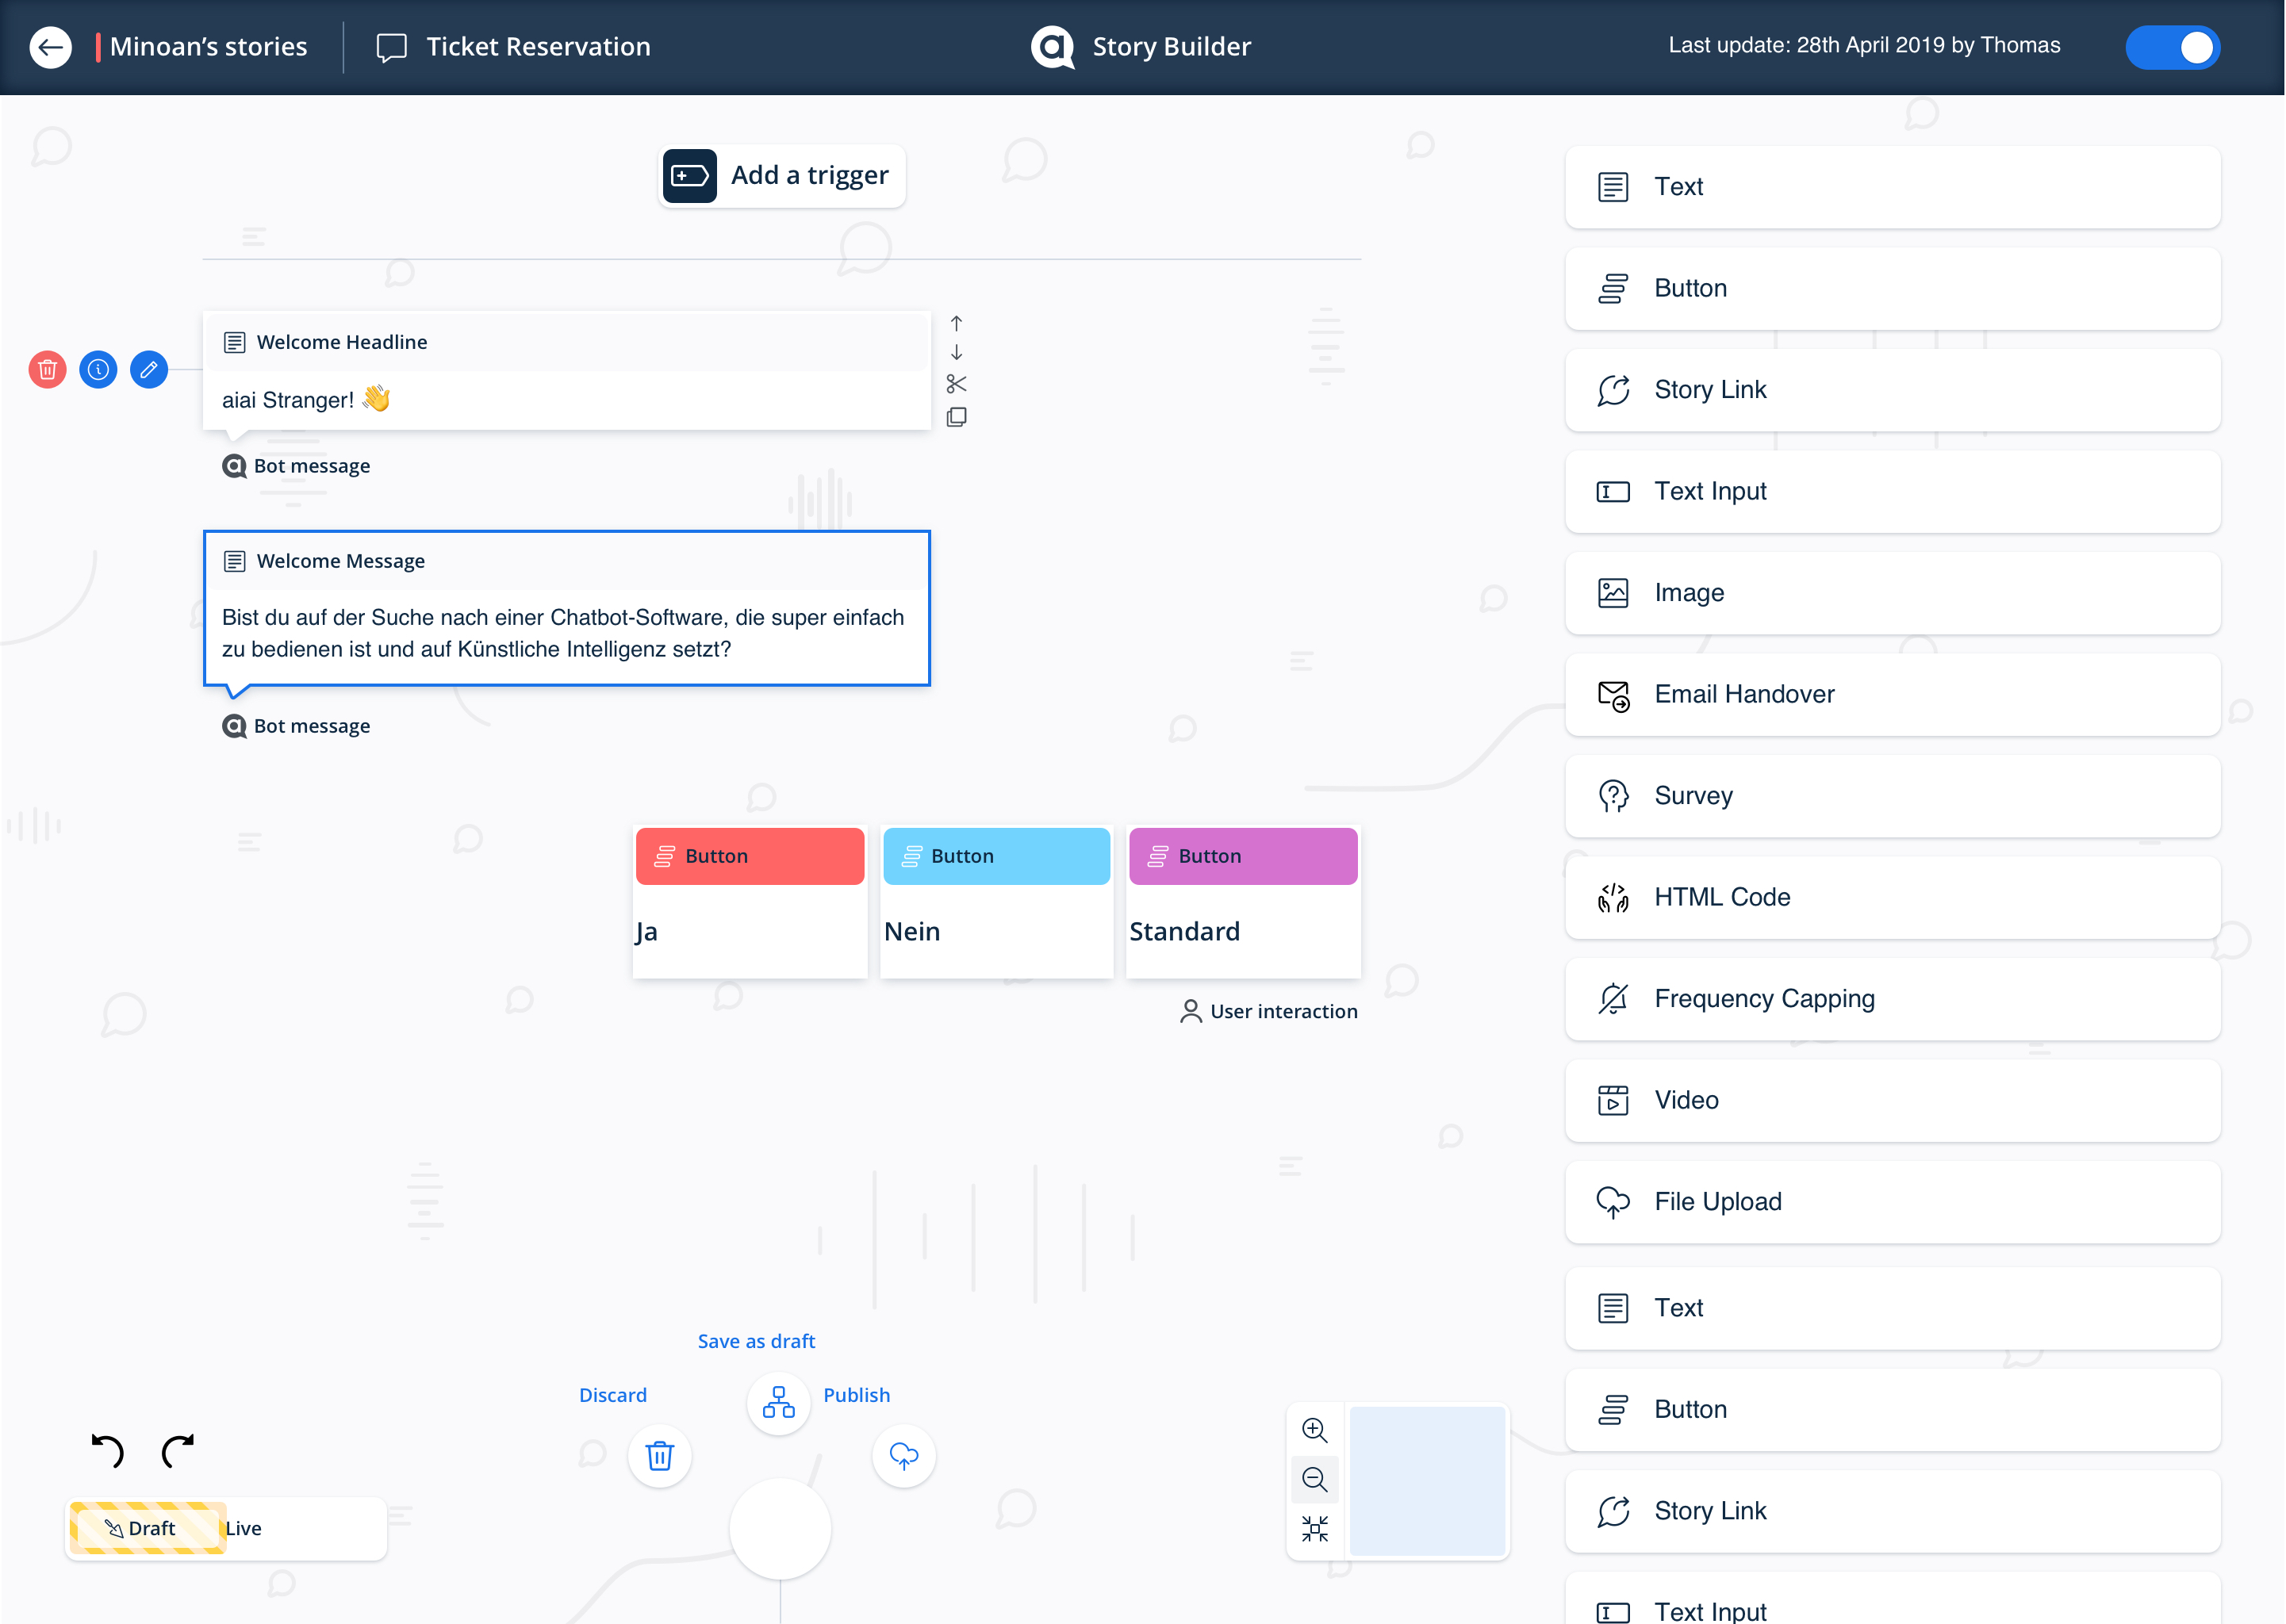 Minoan’s stories
Ticket Reservation
Story Builder
Last update: 28th April 2019 by Thomas
Add a trigger
Welcome Headline
aiai Stranger! 👋
Bot message
Welcome Message
Bist du auf der Suche nach einer Chatbot-Software, die super einfach
zu bedienen ist und auf Künstliche Intelligenz setzt?
Bot message
Button
Ja
Button
Nein
Button
Standard
User interaction
Save as draft
Discard
Publish
Draft
Live
Text
Button
Story Link
Text Input
Image
Email Handover
Survey
HTML Code
Frequency Capping
Video
File Upload
Text
Button
Story Link
Text Input